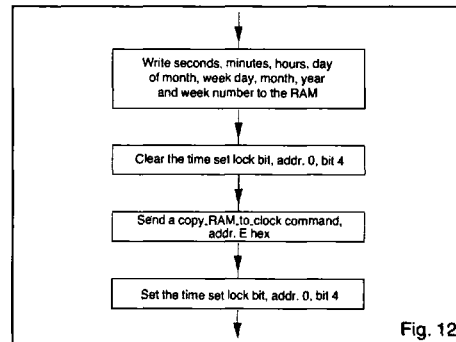 Write seconds, minutes, hours, day
of month, week day, month, year
and week number to the RAM
Clear the time set lock bit, addr. 0, bit 4
Send a copy_RAM_to_clock command,
addr. E hex
Set the time set lock bit, addr. 0, bit 4
Fig. 12